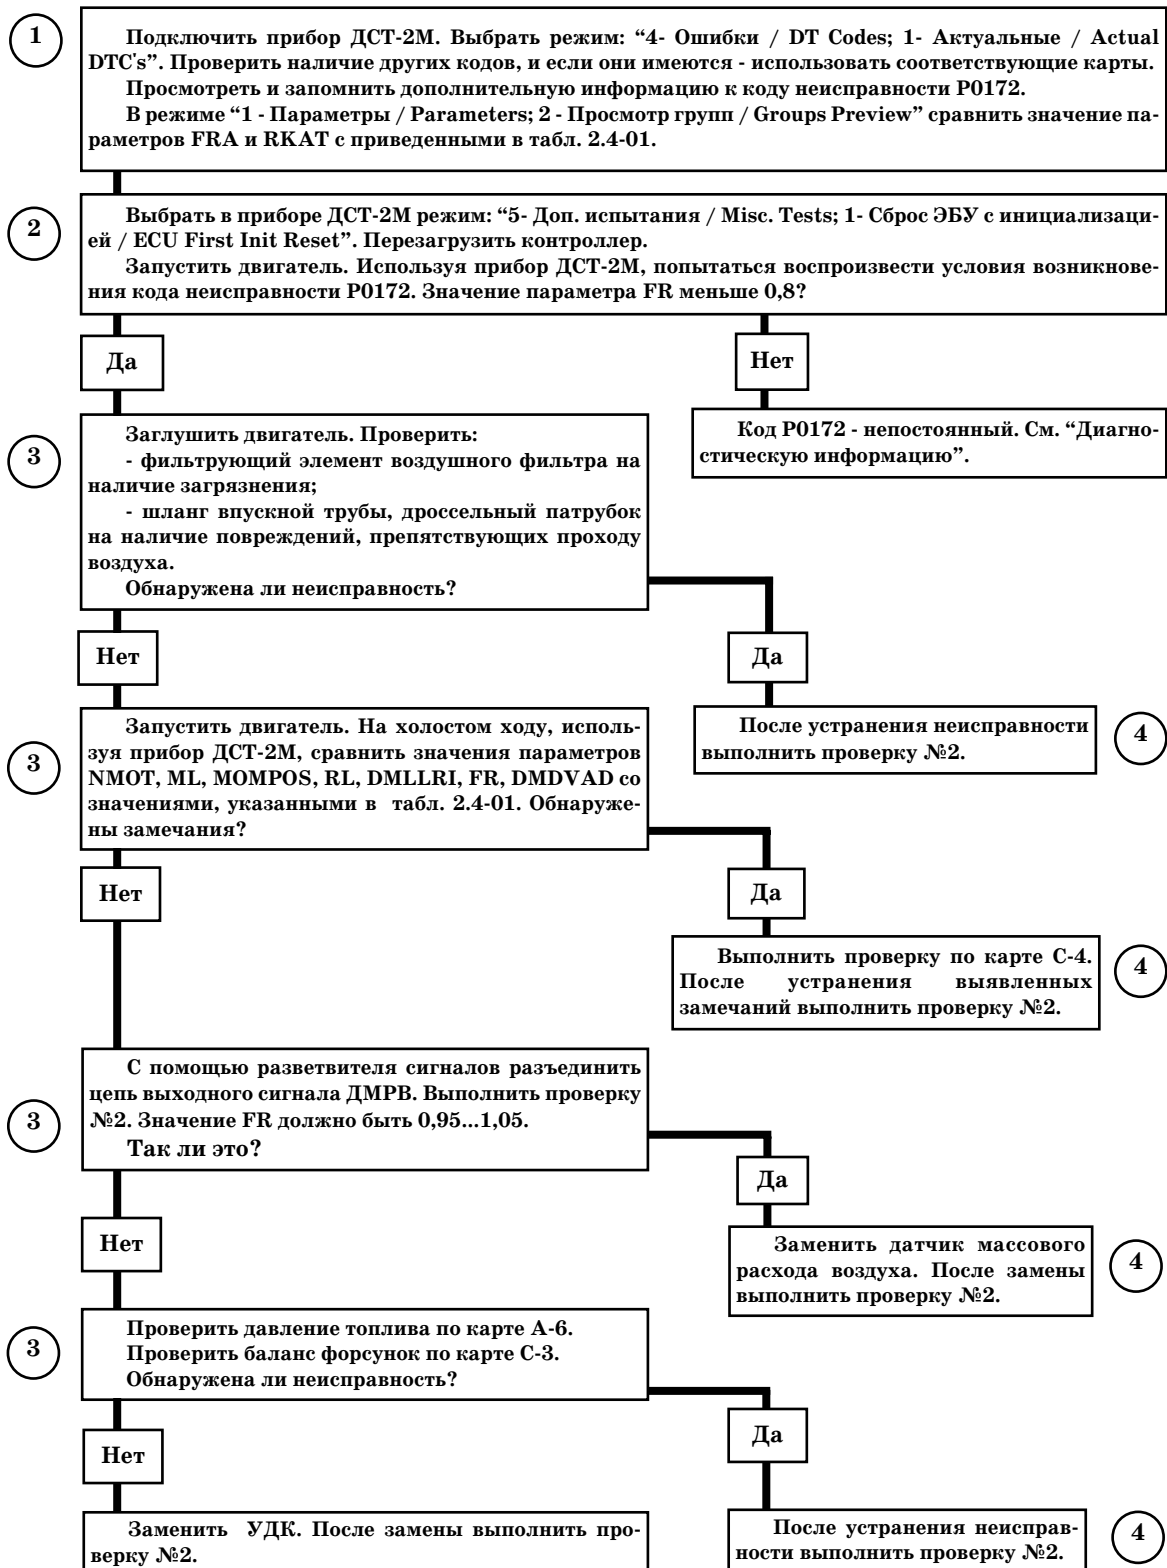 1
Подключить прибор ДСТ-2М. Выбрать режим: “4- Ошибки / DT Codes; 1- Актуальные / Actual
DTC's”. Проверить наличие других кодов, и если они имеются - использовать соответствующие карты.
Просмотреть и запомнить дополнительную информацию к коду неисправности Р0172.
В режиме “1 - Параметры / Parameters; 2 - Просмотр групп / Groups Preview” сравнить значение па-
раметров FRA и RKAT с приведенными в табл. 2.4-01.
2
Выбрать в приборе ДСТ-2М режим: “5- Доп. испытания / Misc. Tests; 1- Сброс ЭБУ с инициализаци-
ей / ECU First Init Reset”. Перезагрузить контроллер.
Запустить двигатель. Используя прибор ДСТ-2М, попытаться воспроизвести условия возникнове-
ния кода неисправности Р0172. Значение параметра FR меньше 0,8?
Да
Нет
3
Заглушить двигатель. Проверить:
- фильтрующий элемент воздушного фильтра на
наличие загрязнения;
- шланг впускной трубы, дроссельный патрубок
на наличие повреждений, препятствующих проходу
воздуха.
Обнаружена ли неисправность?
Код Р0172 - непостоянный. См. “Диагно-
стическую информацию”.
Нет
Да
3
Запустить двигатель. На холостом ходу, исполь-
зуя прибор ДСТ-2М, сравнить значения параметров
NMOT, ML, MOMPOS, RL, DMLLRI, FR, DMDVAD со
значениями, указанными в табл. 2.4-01. Обнаруже-
ны замечания?
После устранения неисправности
выполнить проверку №2.
4
Нет
Да
Выполнить проверку по карте С-4.
После устранения выявленных
замечаний выполнить проверку №2.
4
3
С помощью разветвителя сигналов разъединить
цепь выходного сигнала ДМРВ. Выполнить проверку
№2. Значение FR должно быть 0,95...1,05.
Так ли это?
Да
Нет
Заменить датчик массового
расхода воздуха. После замены
выполнить проверку №2.
4
3
Проверить давление топлива по карте А-6.
Проверить баланс форсунок по карте С-3.
Обнаружена ли неисправность?
Нет
Да
Заменить УДК. После замены выполнить про-
верку №2.
После устранения неисправ-
ности выполнить проверку №2.
4